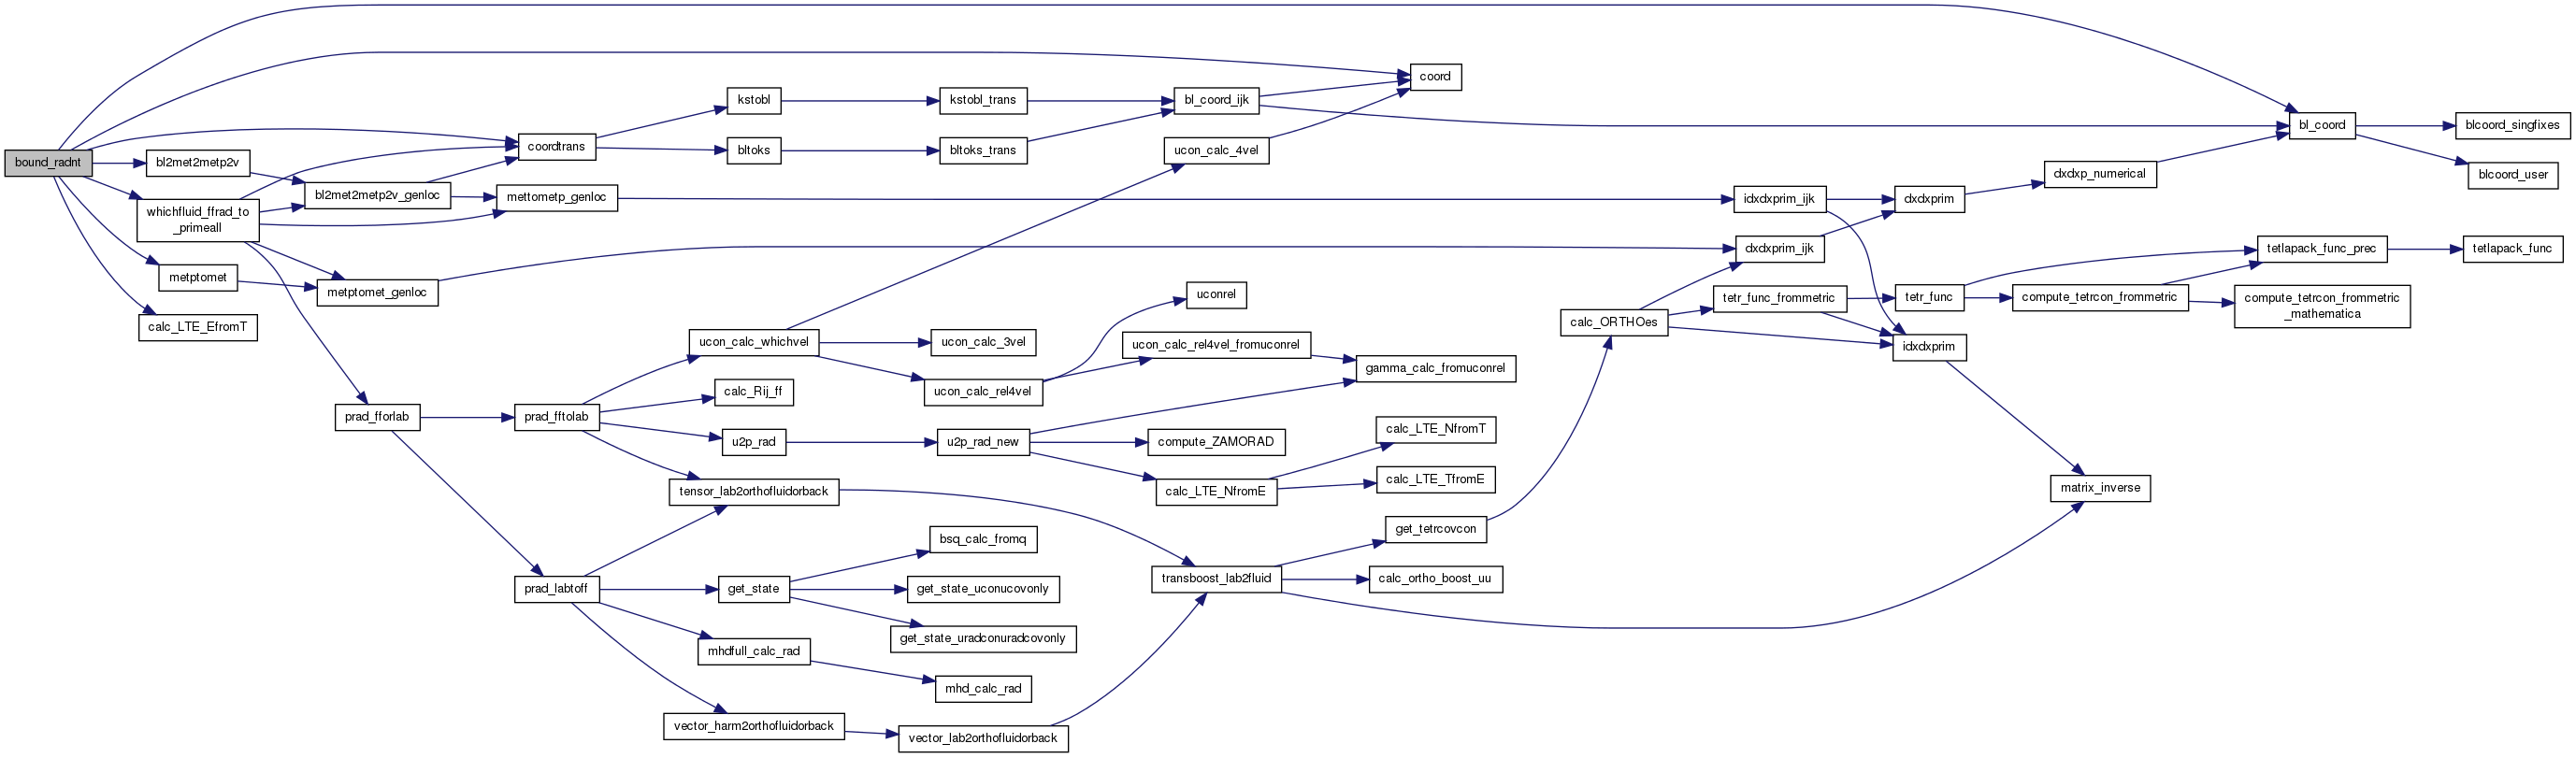 bound_radnt
bl2met2metp2v
whichfluid_ffrad_to
_primeall
metptomet
calc_LTE_EfromT
bl2met2metp2v_genloc
metptomet_genloc
prad_fforlab
coordtrans
mettometp_genloc
prad_fftolab
prad_labtoff
kstobl
bltoks
ucon_calc_whichvel
calc_Rij_ff
u2p_rad
tensor_lab2orthofluidorback
get_state
mhdfull_calc_rad
vector_harm2orthofluidorback
kstobl_trans
bltoks_trans
ucon_calc_3vel
ucon_calc_rel4vel
u2p_rad_new
bsq_calc_fromq
get_state_uconucovonly
get_state_uradconuradcovonly
mhd_calc_rad
vector_lab2orthofluidorback
bl_coord_ijk
ucon_calc_4vel
uconrel
ucon_calc_rel4vel_fromuconrel
compute_ZAMORAD
calc_LTE_NfromE
transboost_lab2fluid
coord
gamma_calc_fromuconrel
calc_LTE_NfromT
calc_LTE_TfromE
get_tetrcovcon
calc_ortho_boost_uu
calc_ORTHOes
idxdxprim_ijk
dxdxprim_ijk
tetr_func_frommetric
dxdxprim
tetr_func
idxdxprim
dxdxp_numerical
compute_tetrcon_frommetric
matrix_inverse
bl_coord
tetlapack_func_prec
compute_tetrcon_frommetric
_mathematica
blcoord_singfixes
blcoord_user
tetlapack_func